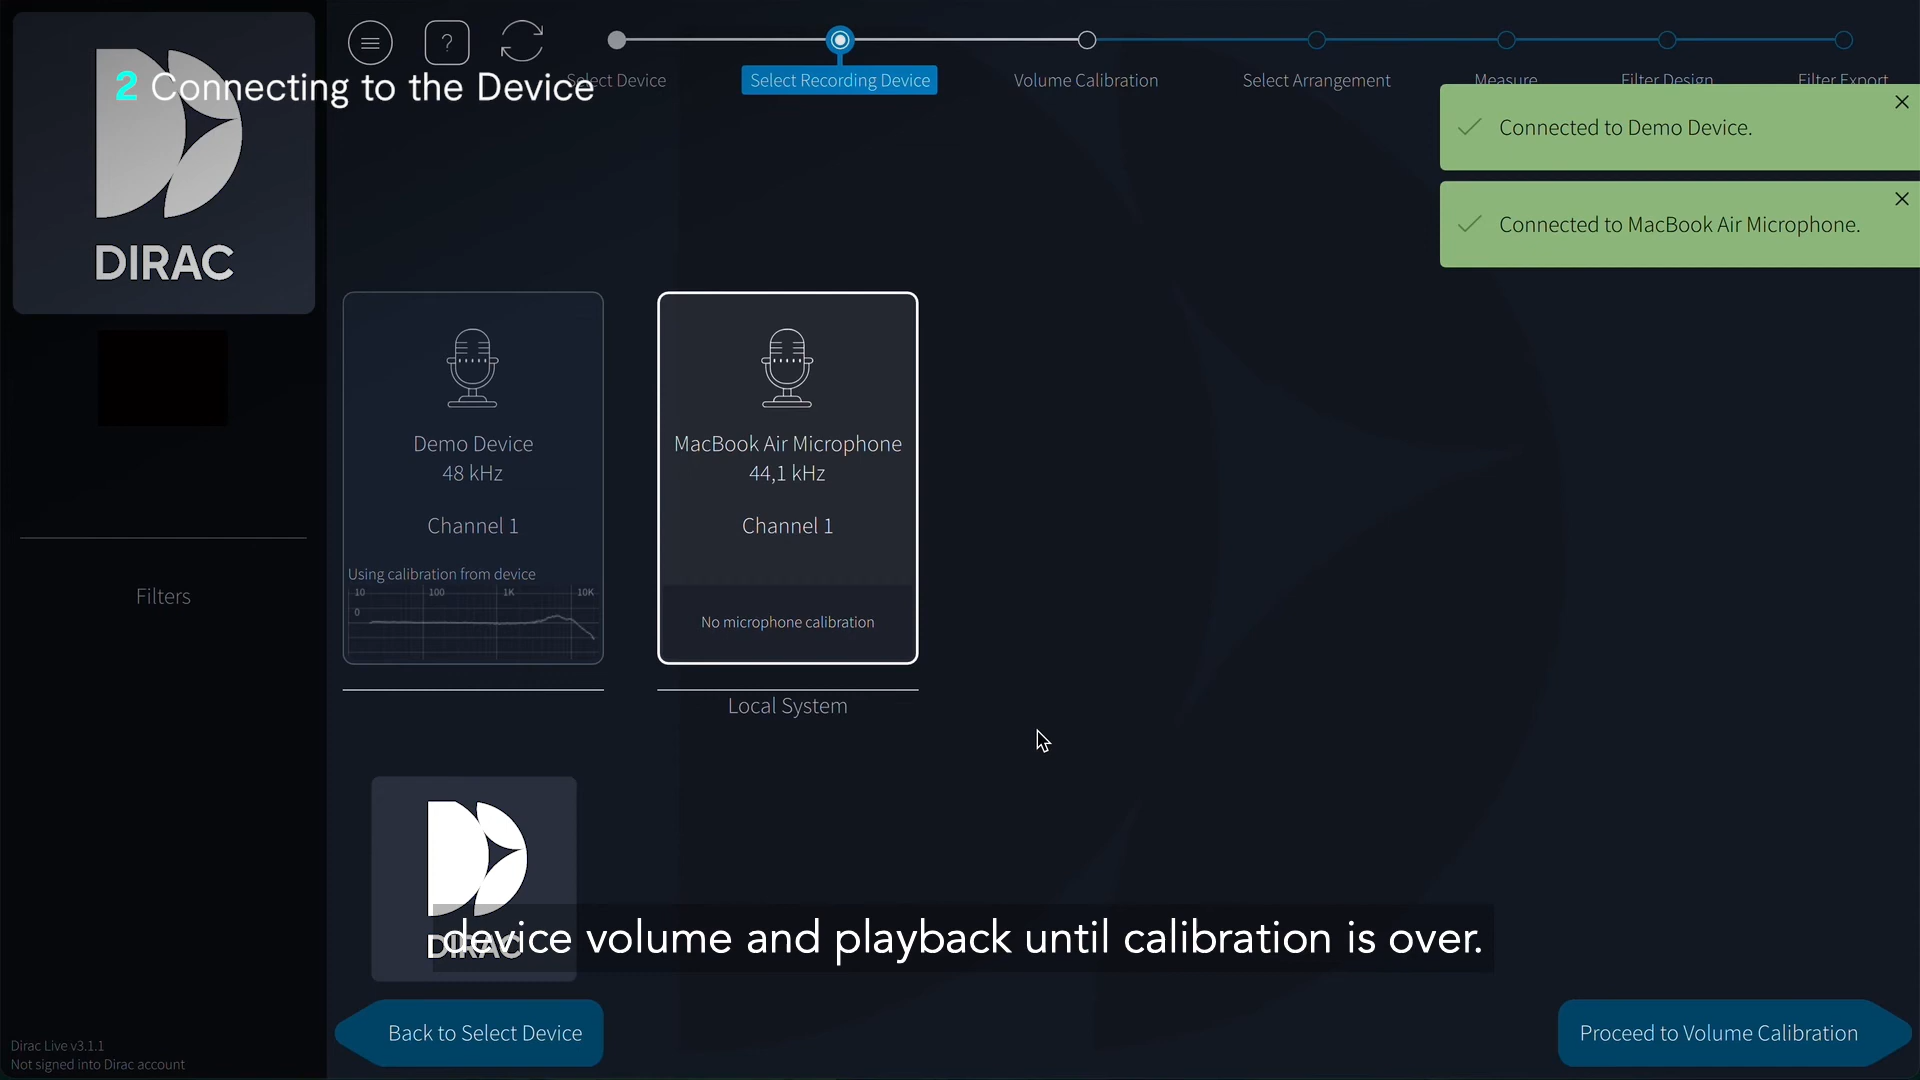 2 Connecting to the Device
?
Select Device
Select Recording Device
Volume Calibration
Select Arrangement
Measure
Filter Design
Filter Export
DIRAC
Connected to Demo Device.
Connected to MacBook Air Microphone.
Demo Device
48 kHz
Channel 1
Using calibration from device
10 100 1K 10K
0
MacBook Air Microphone
44,1 kHz
Channel 1
No microphone calibration
Local System
Filters
DIRAC
device volume and playback until calibration is over.
Back to Select Device
Proceed to Volume Calibration
Dirac Live v3.1.1
Not signed into Dirac account